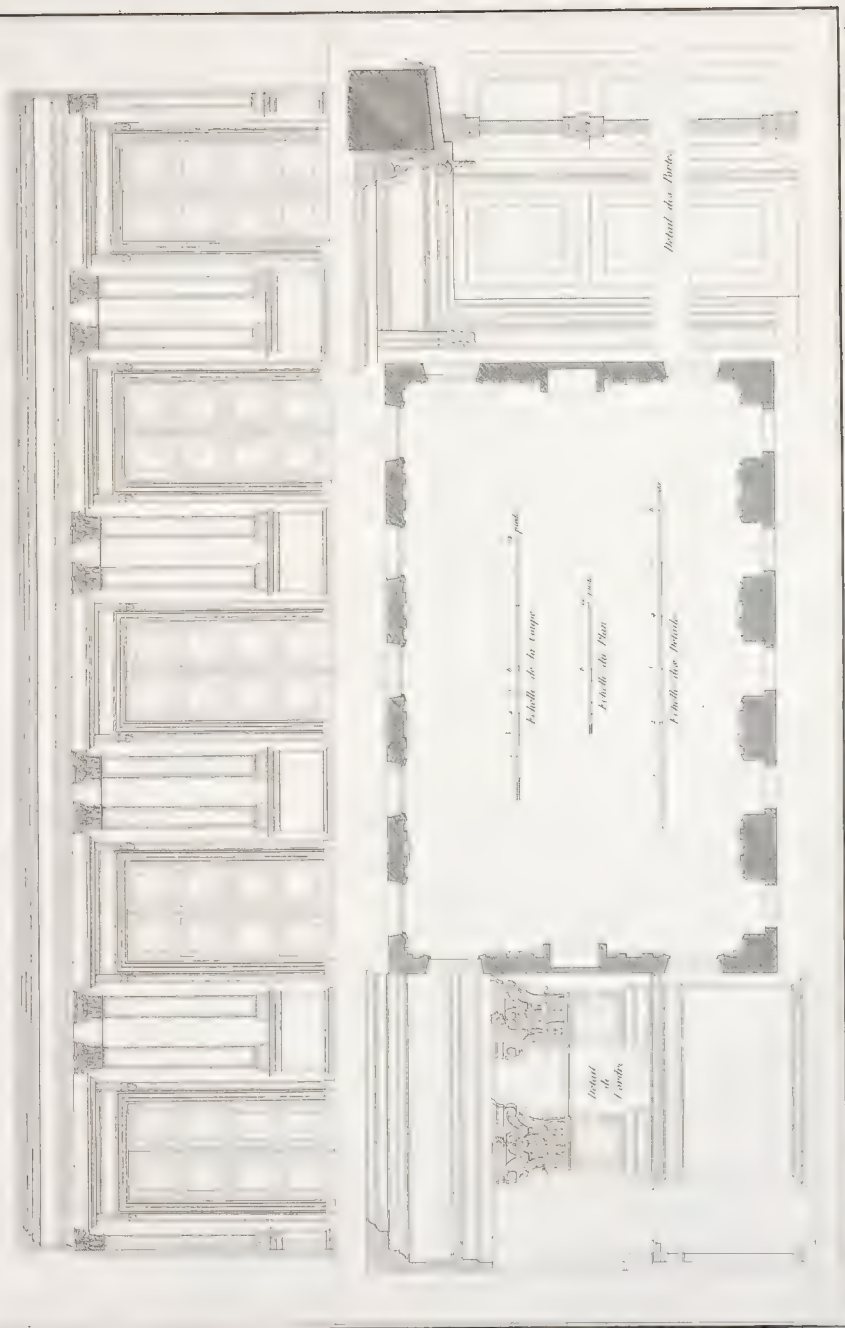 Detail des Portes
Echelle de la Coupe
Echelle du Plan
Echelle des Details
Detail
de
l'ordre